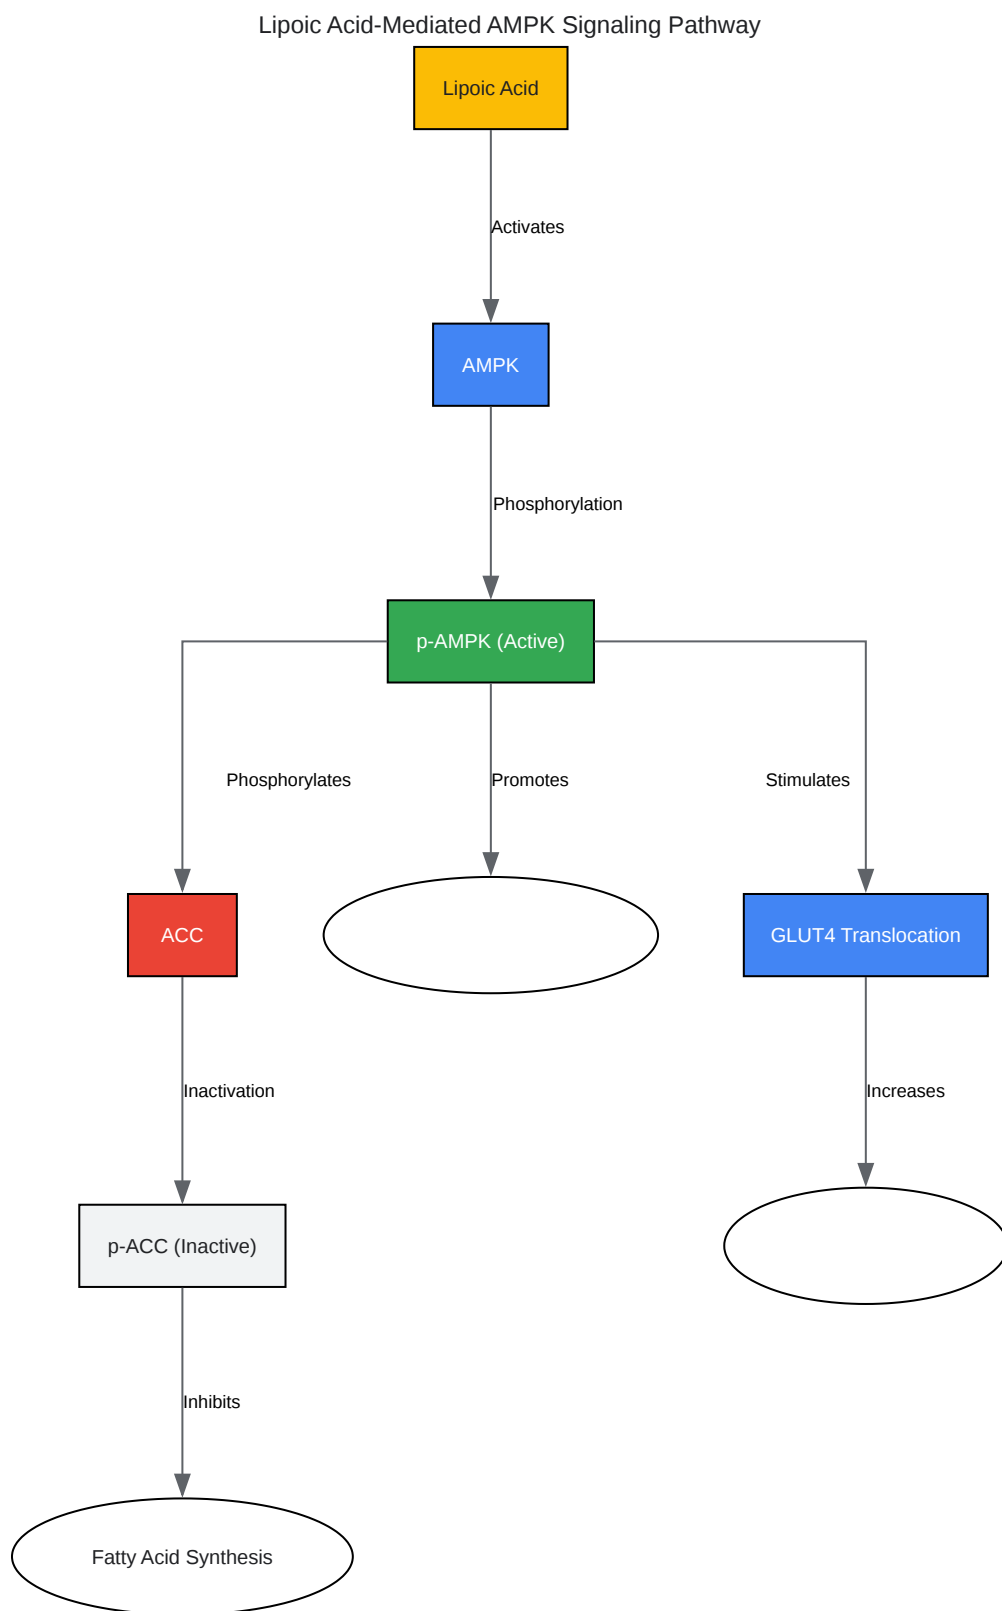 Lipoic Acid-Mediated AMPK Signaling Pathway
Lipoic Acid
Activates
AMPK
Phosphorylation
p-AMPK (Active)
Phosphorylates
Promotes
Stimulates
ACC
GLUT4 Translocation
Inactivation
Increases
p-ACC (Inactive)
Inhibits
Fatty Acid Synthesis